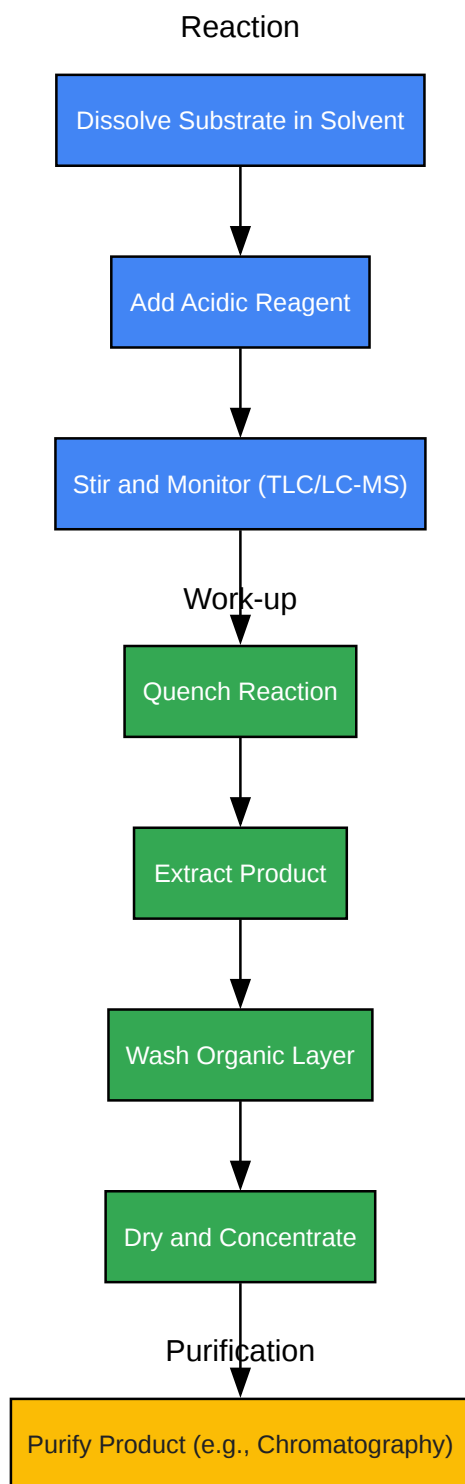 Reaction
Dissolve Substrate in Solvent
Add Acidic Reagent
Stir and Monitor (TLC/LC-MS)
Work-up
Quench Reaction
Extract Product
Wash Organic Layer
Dry and Concentrate
Purification
Purify Product (e.g., Chromatography)